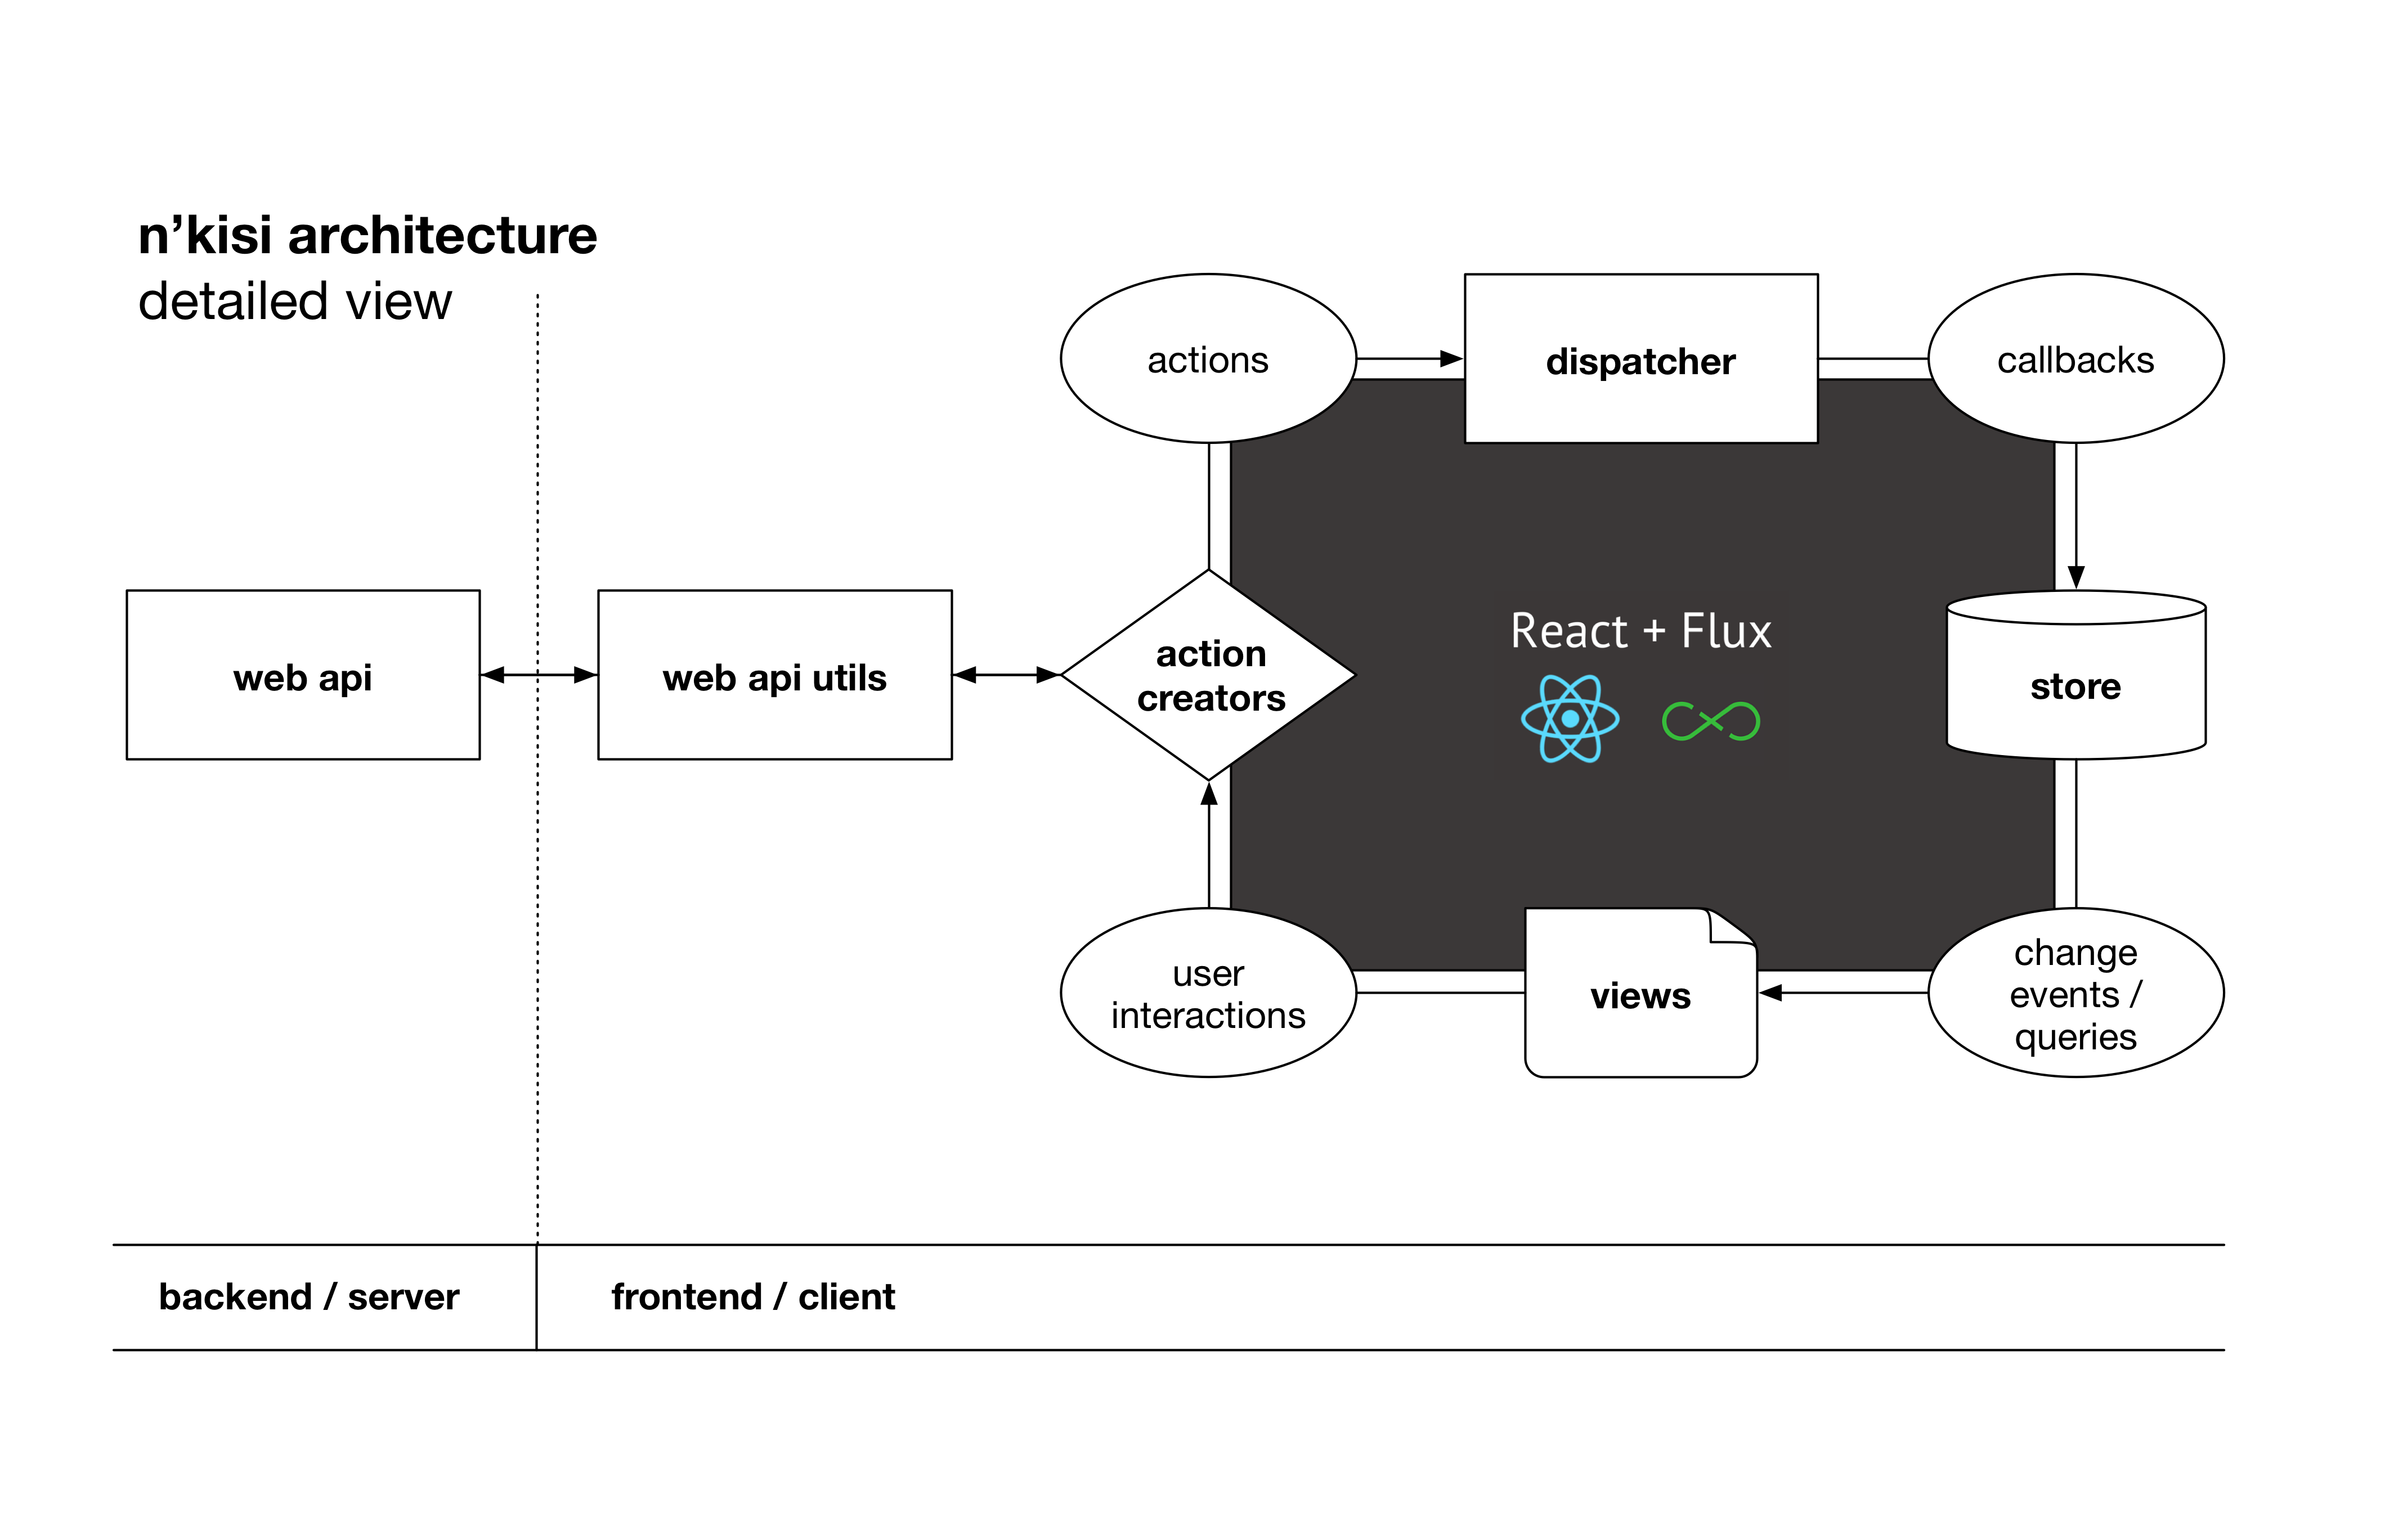 n’kisi architecture
detailed view
actions
dispatcher
callbacks
web api
web api utils
action
creators
React + Flux
store
user
interactions
views
change
events /
queries
backend / server
frontend / client